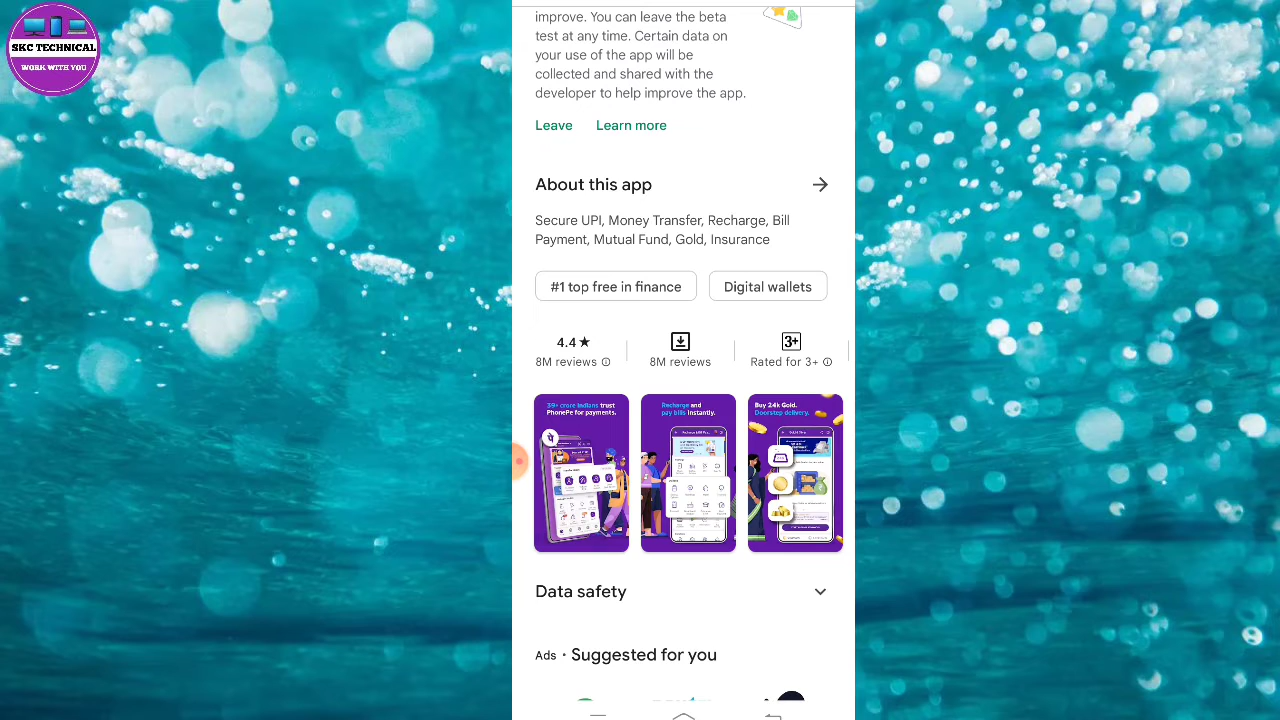 SKC TECHNICAL
WORK WITH YOU
improve. You can leave the beta
test at any time. Certain data on
your use of the app will be
collected and shared with the
developer to help improve the app.
Leave Learn more
About this app
Secure UPI, Money Transfer, Recharge, Bill
Payment, Mutual Fund, Gold, Insurance
#1 top free in finance Digital wallets
4.4★ 3+
8M reviews 8M reviews Rated for 3+
39+ crore Indians trust
PhonePe for payments.
Recharge and
pay bills instantly.
Buy 24k Gold.
Doorstep delivery.
Data safety
Ads • Suggested for you